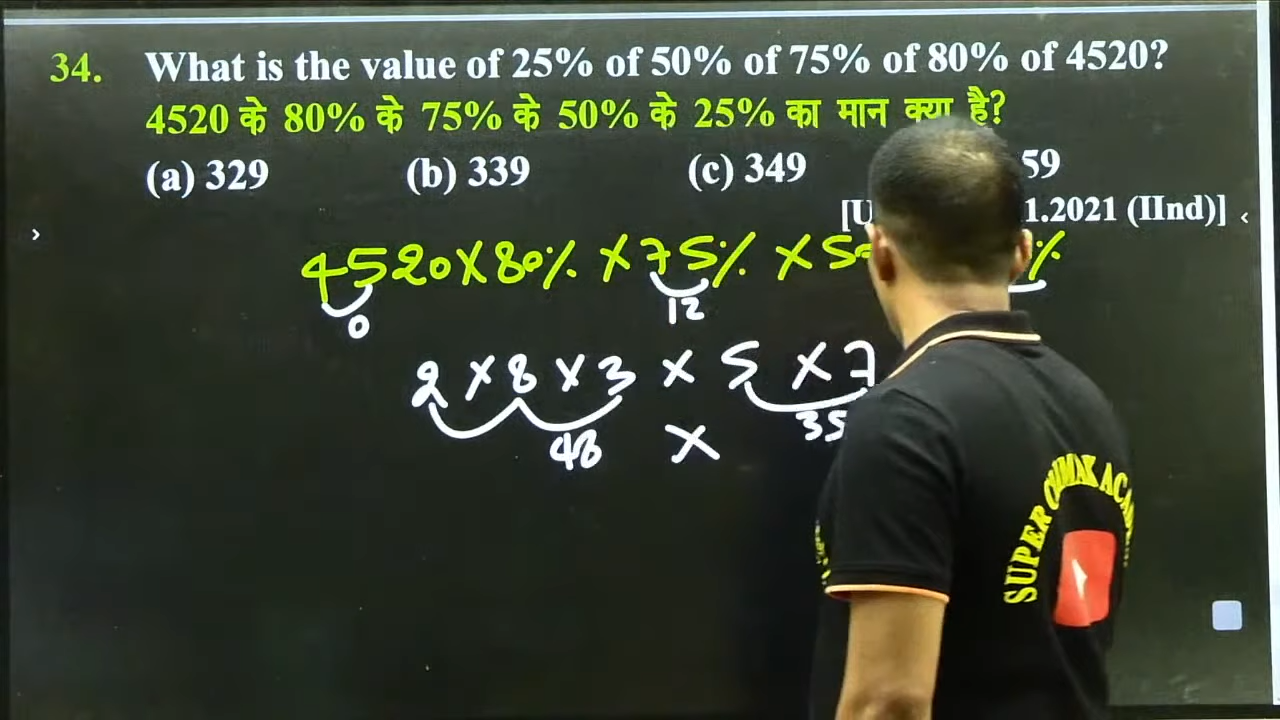 34. What is the value of 25% of 50% of 75% of 80% of 4520?
4520 के 80% के 75% के 50% के 25% का मान क्या है?
(a) 329 (b) 339 (c) 349 59
[U 1.2021 (IInd)]
4520 × 80% × 75% × 5 %
0 12
2 × 8 × 3 × 5 × 7
48 × 35
SUPER CLIMAX ACAD